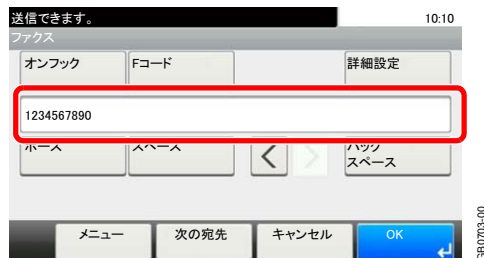 送信できます。 10:10
ファクス
オンフック Fコード 詳細設定
1234567890
ポーズ スペース バック
スペース
メニュー 次の宛先 キャンセル OK
GB0703-00